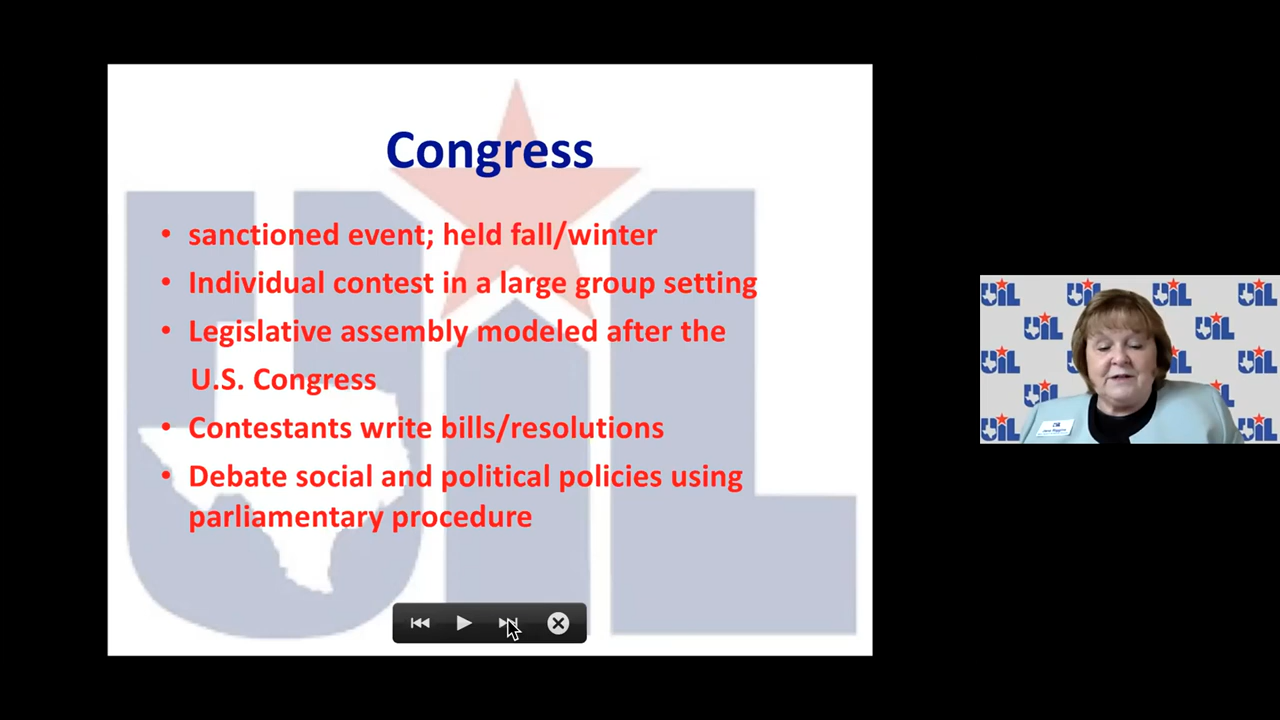 Congress
• sanctioned event; held fall/winter
• Individual contest in a large group setting
• Legislative assembly modeled after the
U.S. Congress
• Contestants write bills/resolutions
• Debate social and political policies using
parliamentary procedure
UIL